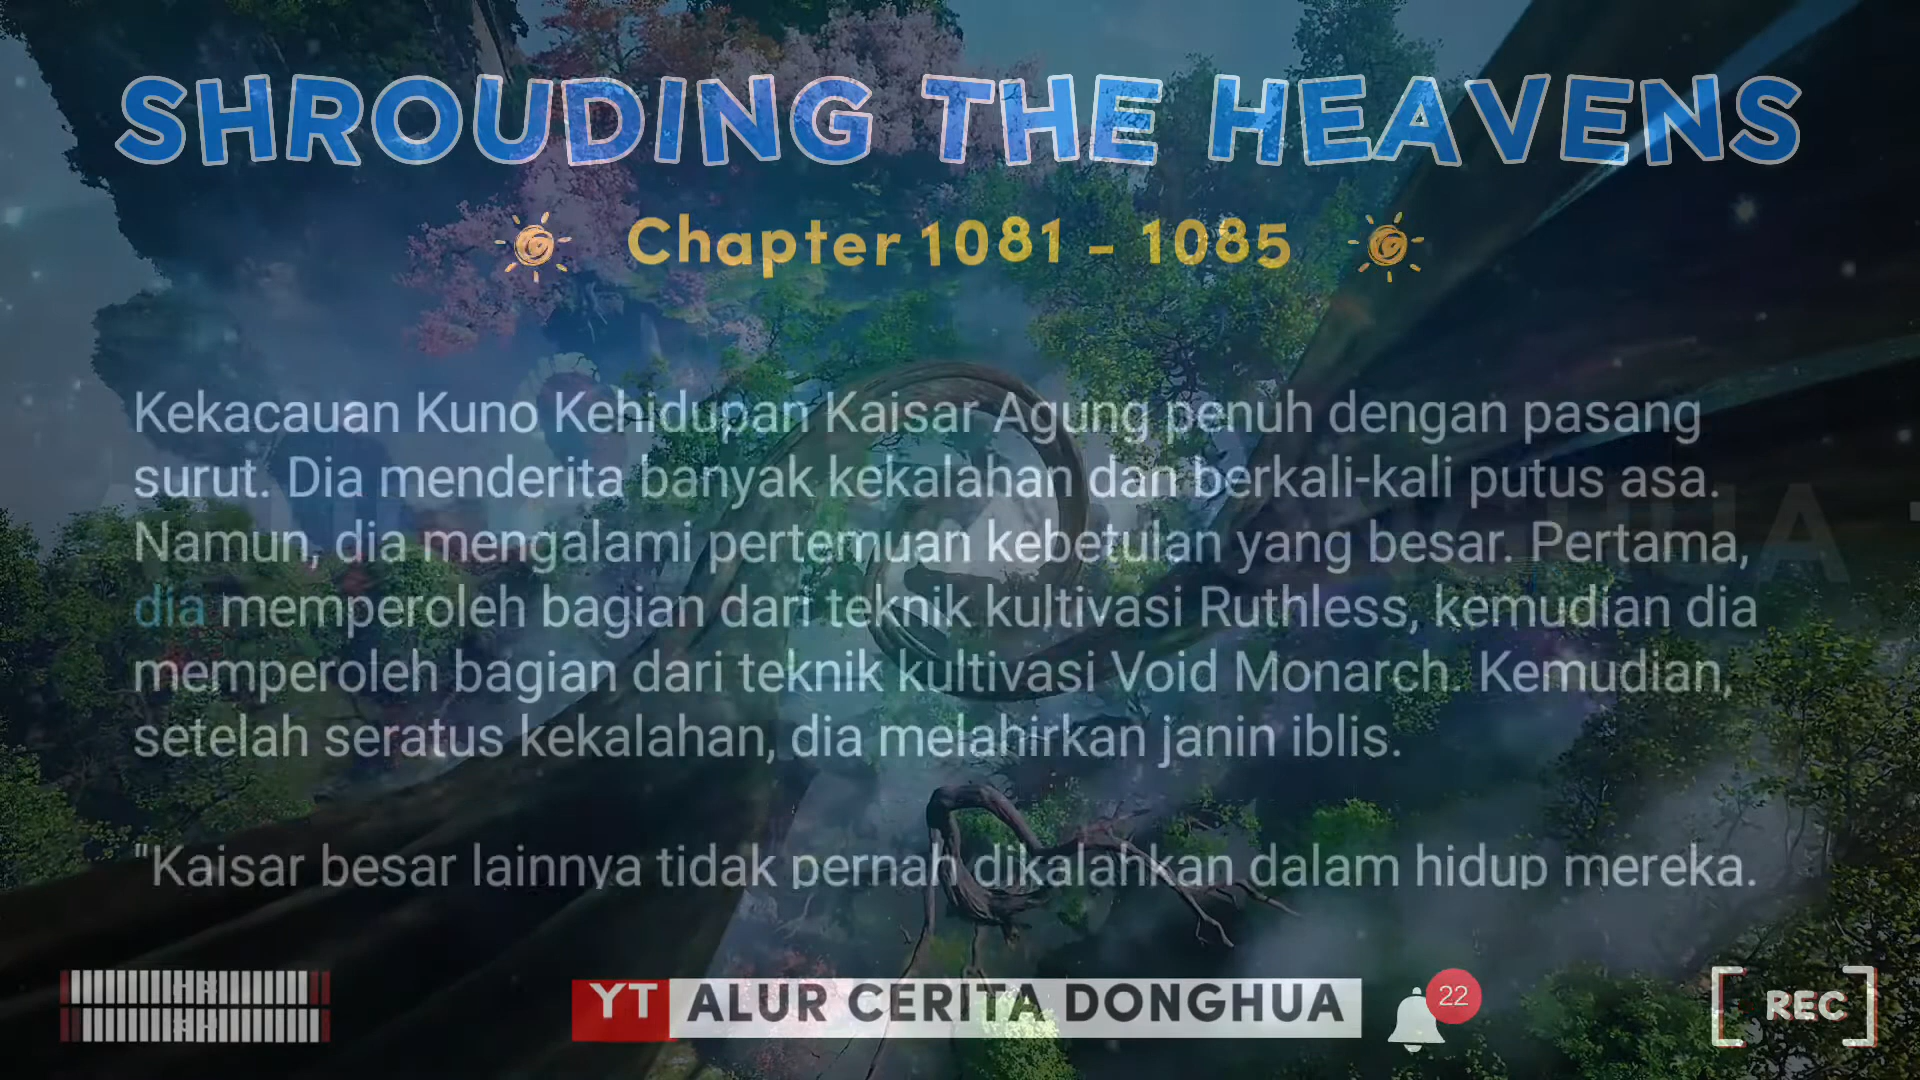 SHROUDING THE HEAVENS
Chapter 1081 - 1085
Kekacauan Kuno Kehidupan Kaisar Agung penuh dengan pasang
surut. Dia menderita banyak kekalahan dan berkali-kali putus asa.
Namun, dia mengalami pertemuan kebetulan yang besar. Pertama,
dia memperoleh bagian dari teknik kultivasi Ruthless, kemudian dia
memperoleh bagian dari teknik kultivasi Void Monarch. Kemudian,
setelah seratus kekalahan, dia melahirkan janin iblis.
"Kaisar besar lainnya tidak pernah dikalahkan dalam hidup mereka.
YT ALUR CERITA DONGHUA
22
REC